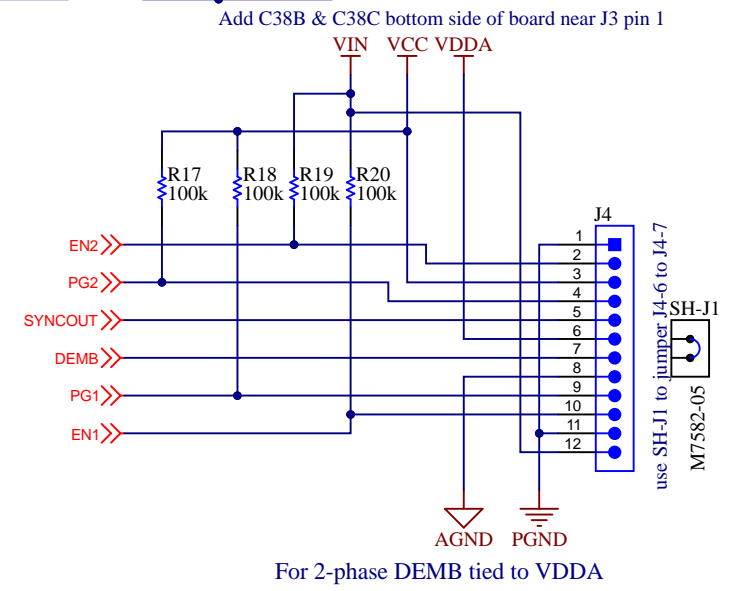 Add C38B & C38C bottom side of board near J3 pin 1
VIN VCC VDDA
R17 R18 R19 R20
100k 100k 100k 100k
J4
EN2
PG2
SYNCOUT
DEMB
PG1
EN1
1
2
3
4
5
6
7
8
9
10
11
12
use SH-J1 to jumper J4-6 to J4-7
SH-J1
M7582-05
AGND PGND
For 2-phase DEMB tied to VDDA